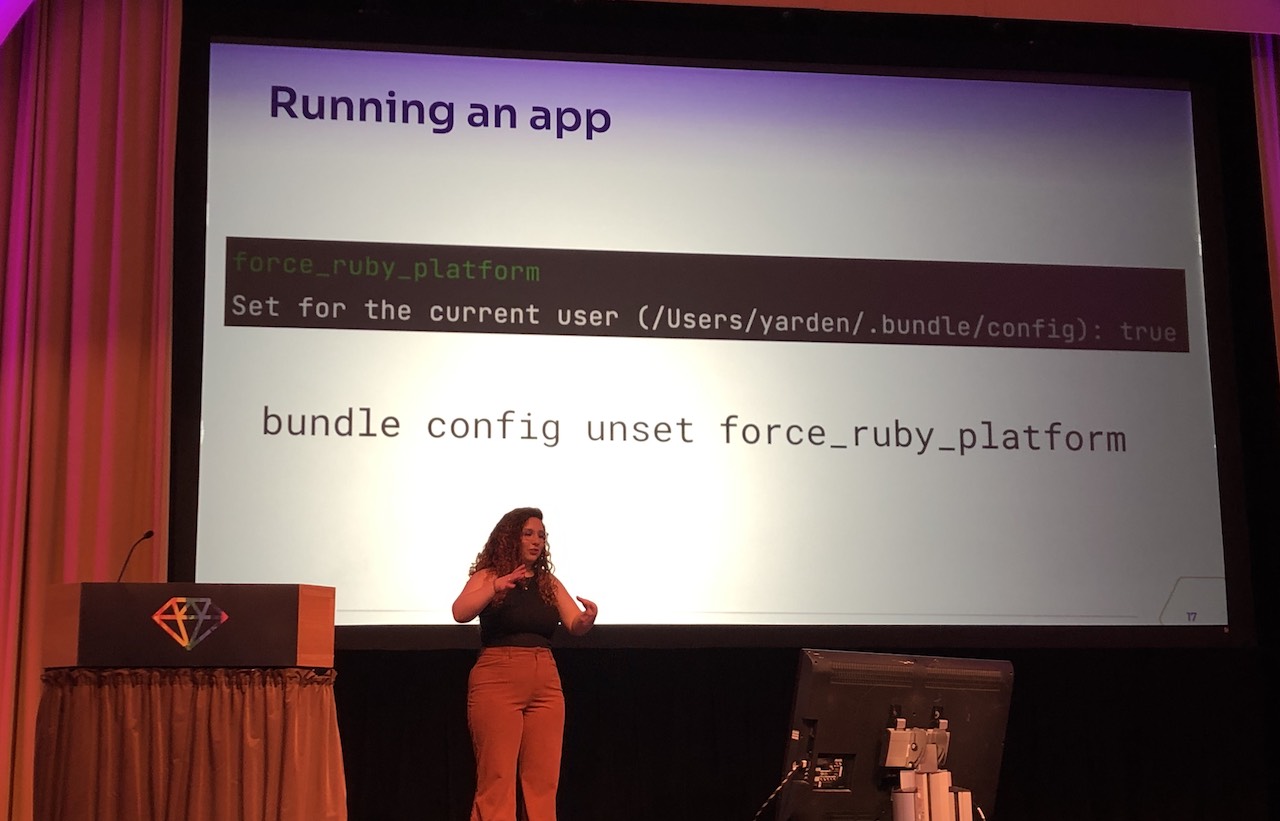 Running an app
force_ruby_platform
Set for the current user (/Users/yarden/.bundle/config): true
bundle config unset force_ruby_platform
17